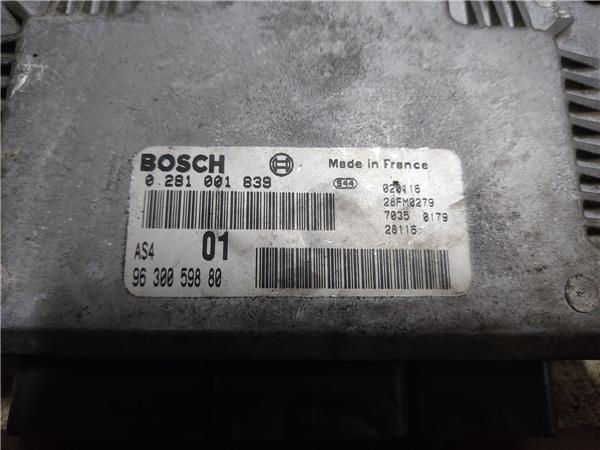 BOSCH
Made in France
0 281 001 839
944
020116
28FM0279
7035 0179
28116
AS4 01
96 300 598 80